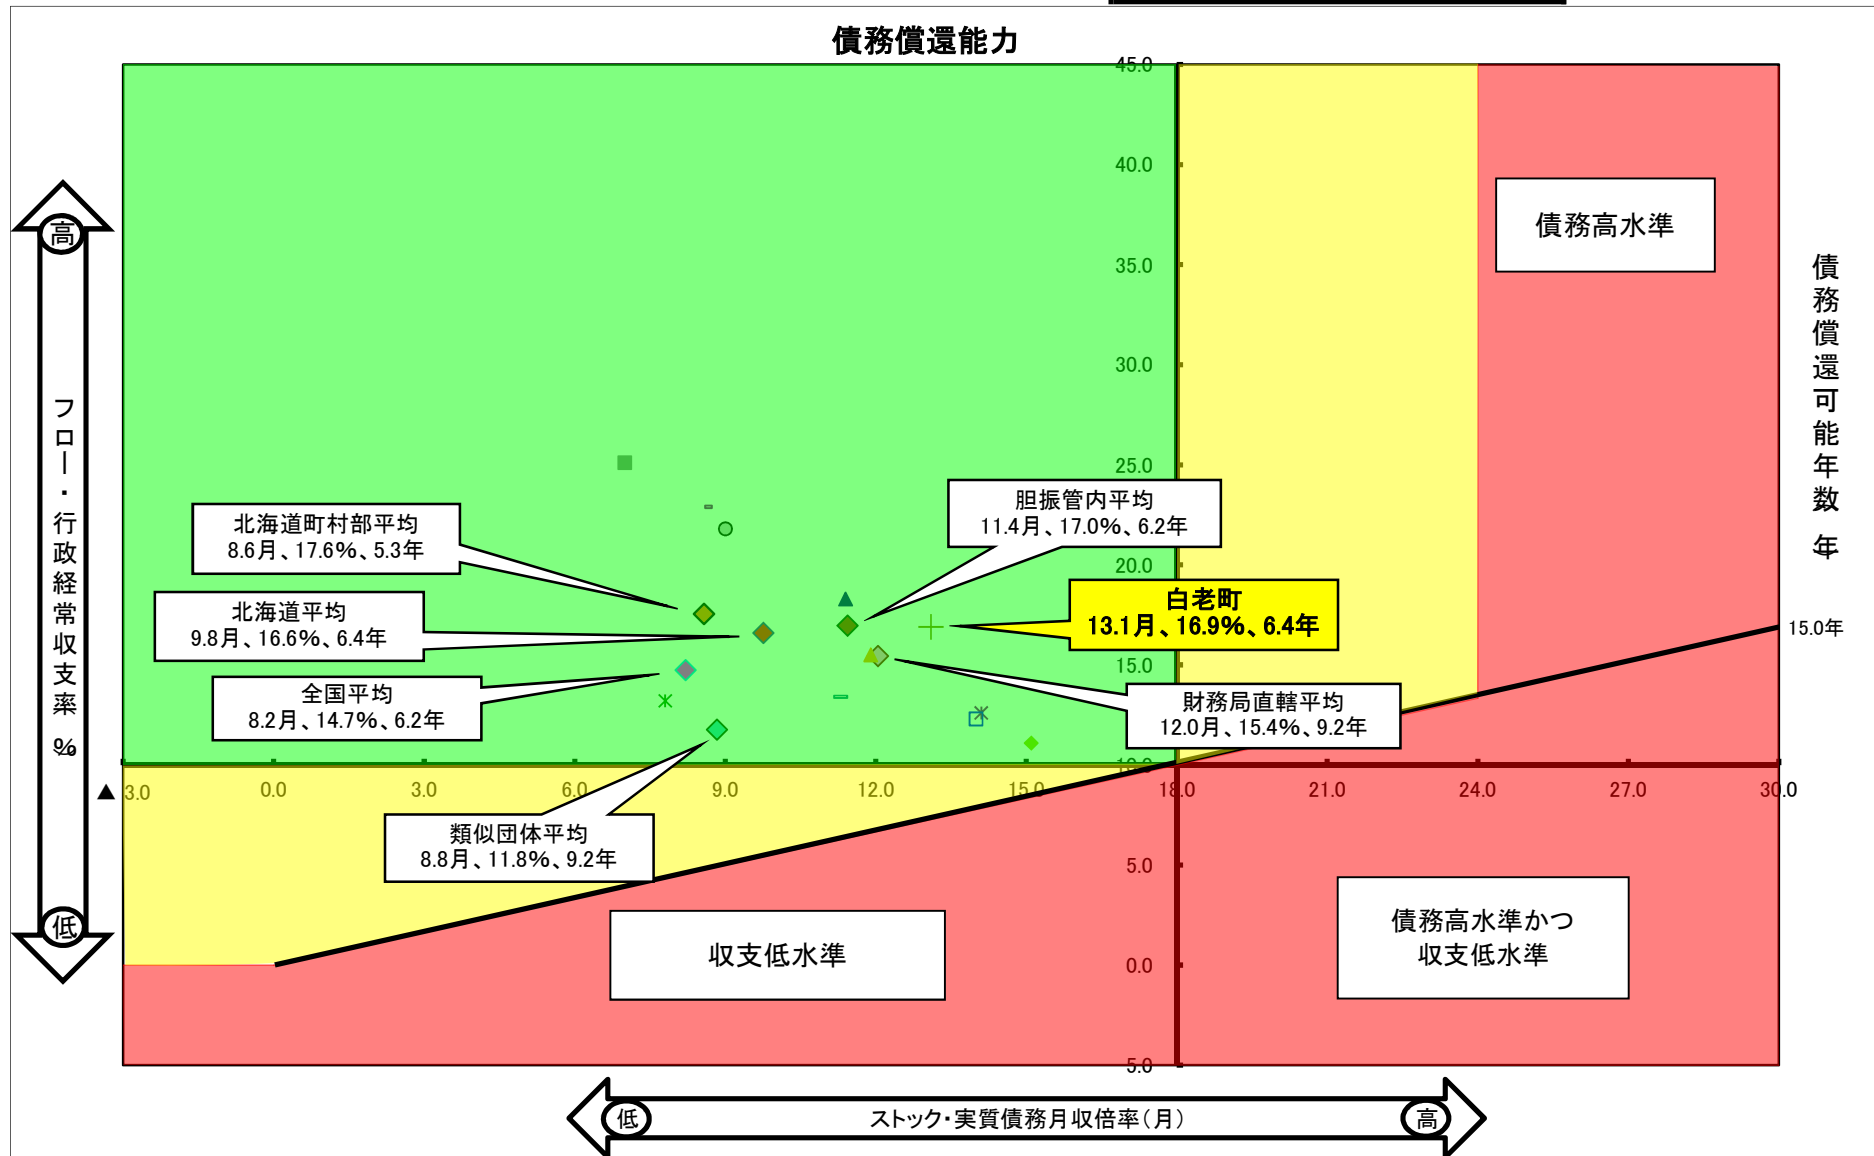 債務償還能力
45.0
40.0
35.0
30.0
25.0
20.0
15.0
10.0
5.0
0.0
5.0
高
フロー・行政経常収支率 %
低
債務高水準
債務償還可能年数 年
北海道町村部平均
8.6月、17.6%、5.3年
胆振管内平均
11.4月、17.0%、6.2年
北海道平均
9.8月、16.6%、6.4年
白老町
13.1月、16.9%、6.4年
15.0年
全国平均
8.2月、14.7%、6.2年
財務局直轄平均
12.0月、15.4%、9.2年
▲ 3.0 0.0 3.0 6.0 9.0 12.0 15.0 18.0 21.0 24.0 27.0 30.0
類似団体平均
8.8月、11.8%、9.2年
収支低水準
債務高水準かつ
収支低水準
低 ストック・実質債務月収倍率（月） 高